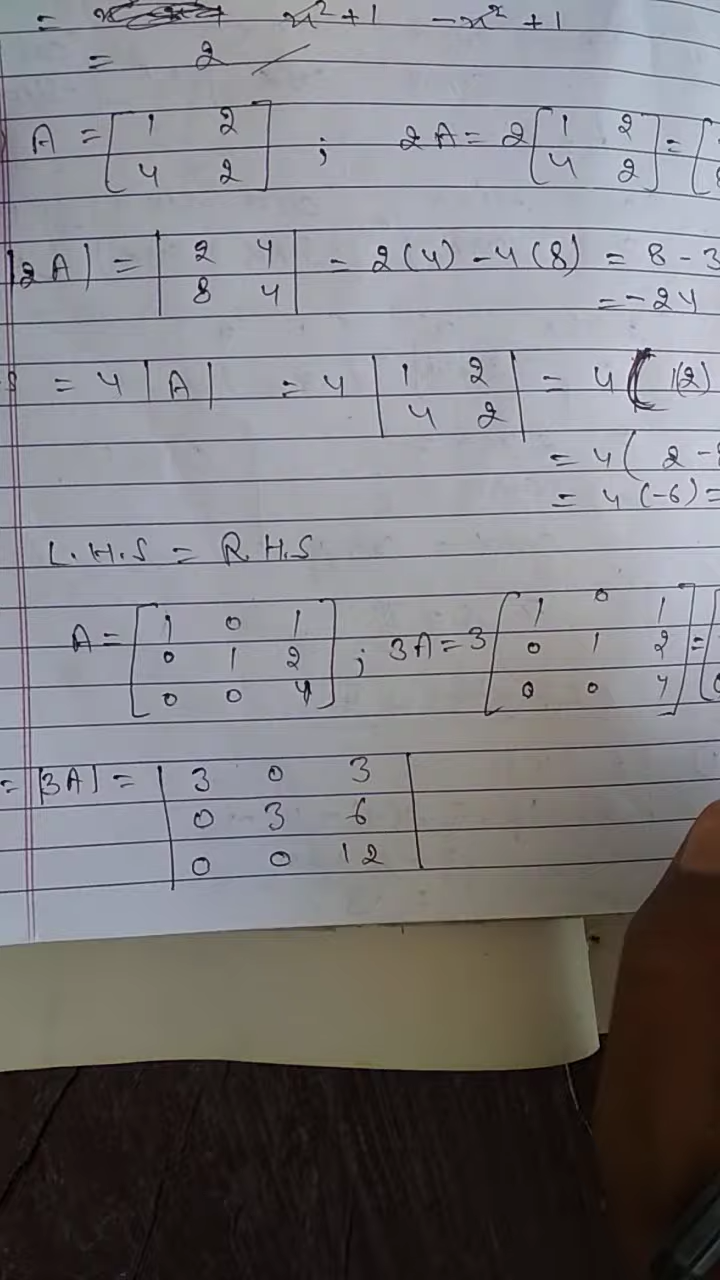 = x²+1 -x²+1
= 2
A = [1 2 ; 2A = 2[1 2 = [
4 2] 4 2]
|2A| = |2 4 = 2(4) -4(8) = 8 - 3
8 4| = -24
= 4|A| = 4 |1 2 = 4( 1(2)
4 2| = 4( 2 -
= 4(-6) =
L.H.S = R.H.S
A = [1 0 1 ; 3A = 3[1 0 1 = [
0 1 2 0 1 2
0 0 4] 0 0 4]
= |3A| = |3 0 3
0 3 6
0 0 12|